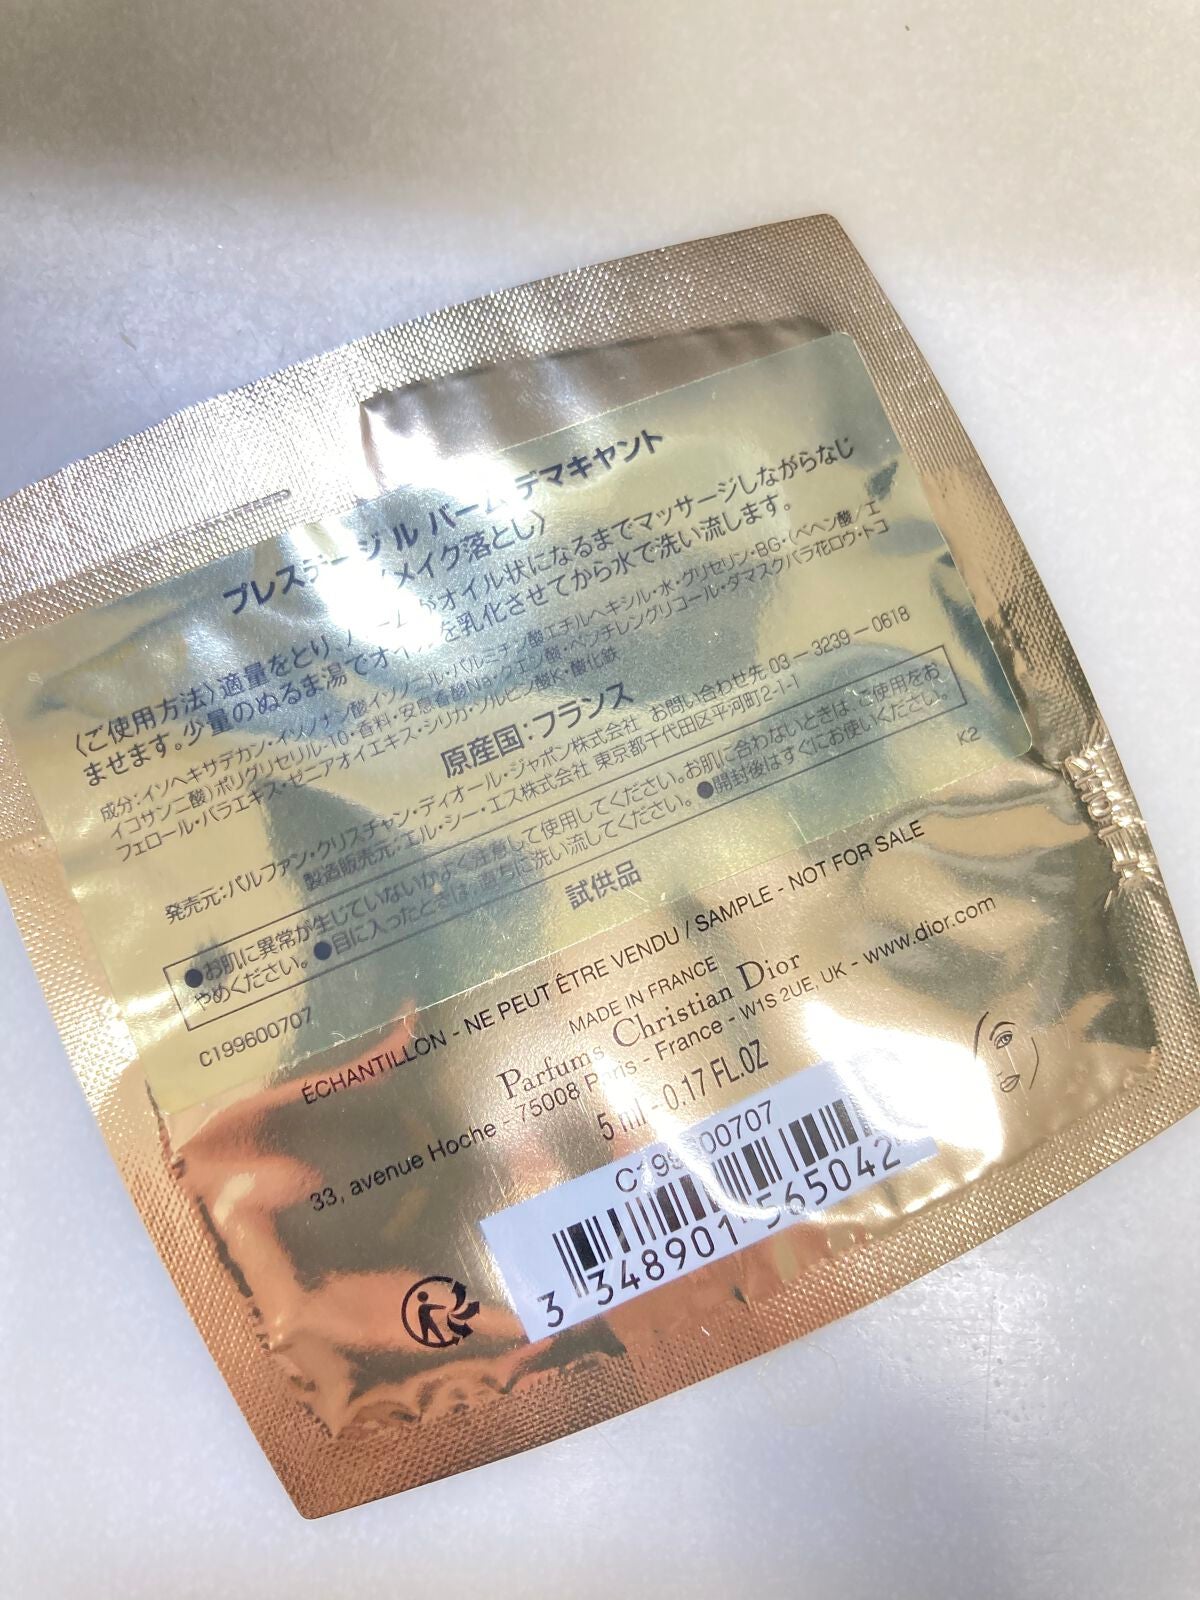 プレステージ ル バーム デマキヤント
〈メイク落とし〉
〈ご使用方法〉適量をとり、バームがオイル状になるまでマッサージしながらなじ
ませます。少量のぬるま湯でオイルを乳化させてから水で洗い流します。
成分：イソヘキサデカン・イソノナン酸イソノニル・パルミチン酸エチルヘキシル・水・グリセリン・BG・（ベヘン酸／エ
イコサン二酸）ポリグリセリル-10・香料・安息香酸Na・クエン酸・ペンチレングリコール・ダマスクバラ花ロウ・トコ
フェロール・バラエキス・ゼニアオイエキス・シリカ・ソルビン酸K・酸化鉄
原産国：フランス
発売元：パルファン・クリスチャン・ディオール・ジャポン株式会社 お問い合わせ先 03－3239－0618
製造販売元：エル・シー・エス株式会社 東京都千代田区平河町2-1-1
●お肌に異常が生じていないかよく注意して使用してください。お肌に合わないときは ご使用をお
やめください。●目に入ったときは、直ちに洗い流してください。●開封後はすぐにお使いください。
C199600707
試供品
K2
ÉCHANTILLON - NE PEUT ÊTRE VENDU / SAMPLE - NOT FOR SALE
MADE IN FRANCE
Parfums Christian Dior
33, avenue Hoche - 75008 Paris - France - W1S 2UE, UK - www.dior.com
5 ml - 0.17 FL.OZ
C199600707
3 348901 565042